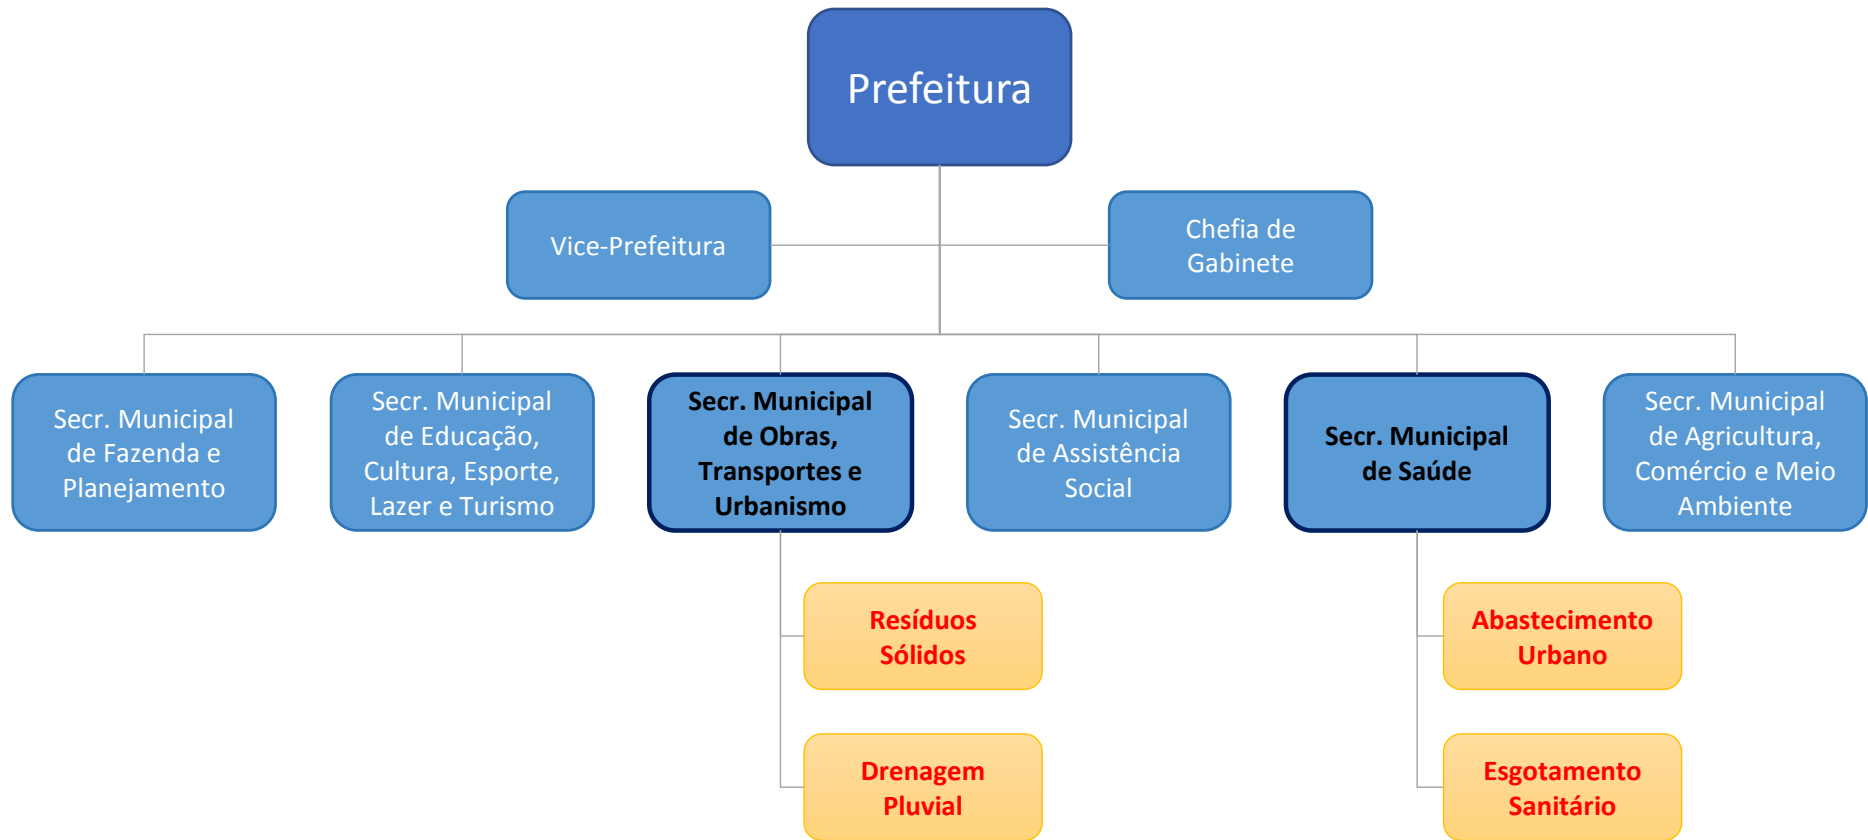 Prefeitura
Vice-Prefeitura
Chefia de
Gabinete
Secr. Municipal
de Fazenda e
Planejamento
Secr. Municipal
de Educação,
Cultura, Esporte,
Lazer e Turismo
Secr. Municipal
de Obras,
Transportes e
Urbanismo
Secr. Municipal
de Assistência
Social
Secr. Municipal
de Saúde
Secr. Municipal
de Agricultura,
Comércio e Meio
Ambiente
Resíduos
Sólidos
Abastecimento
Urbano
Drenagem
Pluvial
Esgotamento
Sanitário